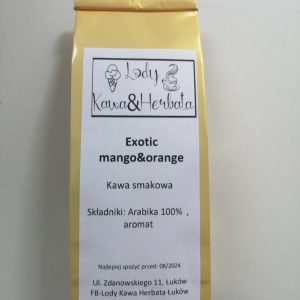 Lody
Kawa&Herbata
Exotic
mango&orange
Kawa smakowa
Składniki: Arabika 100% ,
aromat
Najlepiej spożyć przed: 08/2024
Ul. Zdanowskiego 11, Łuków
FB-Lody Kawa Herbata Łuków